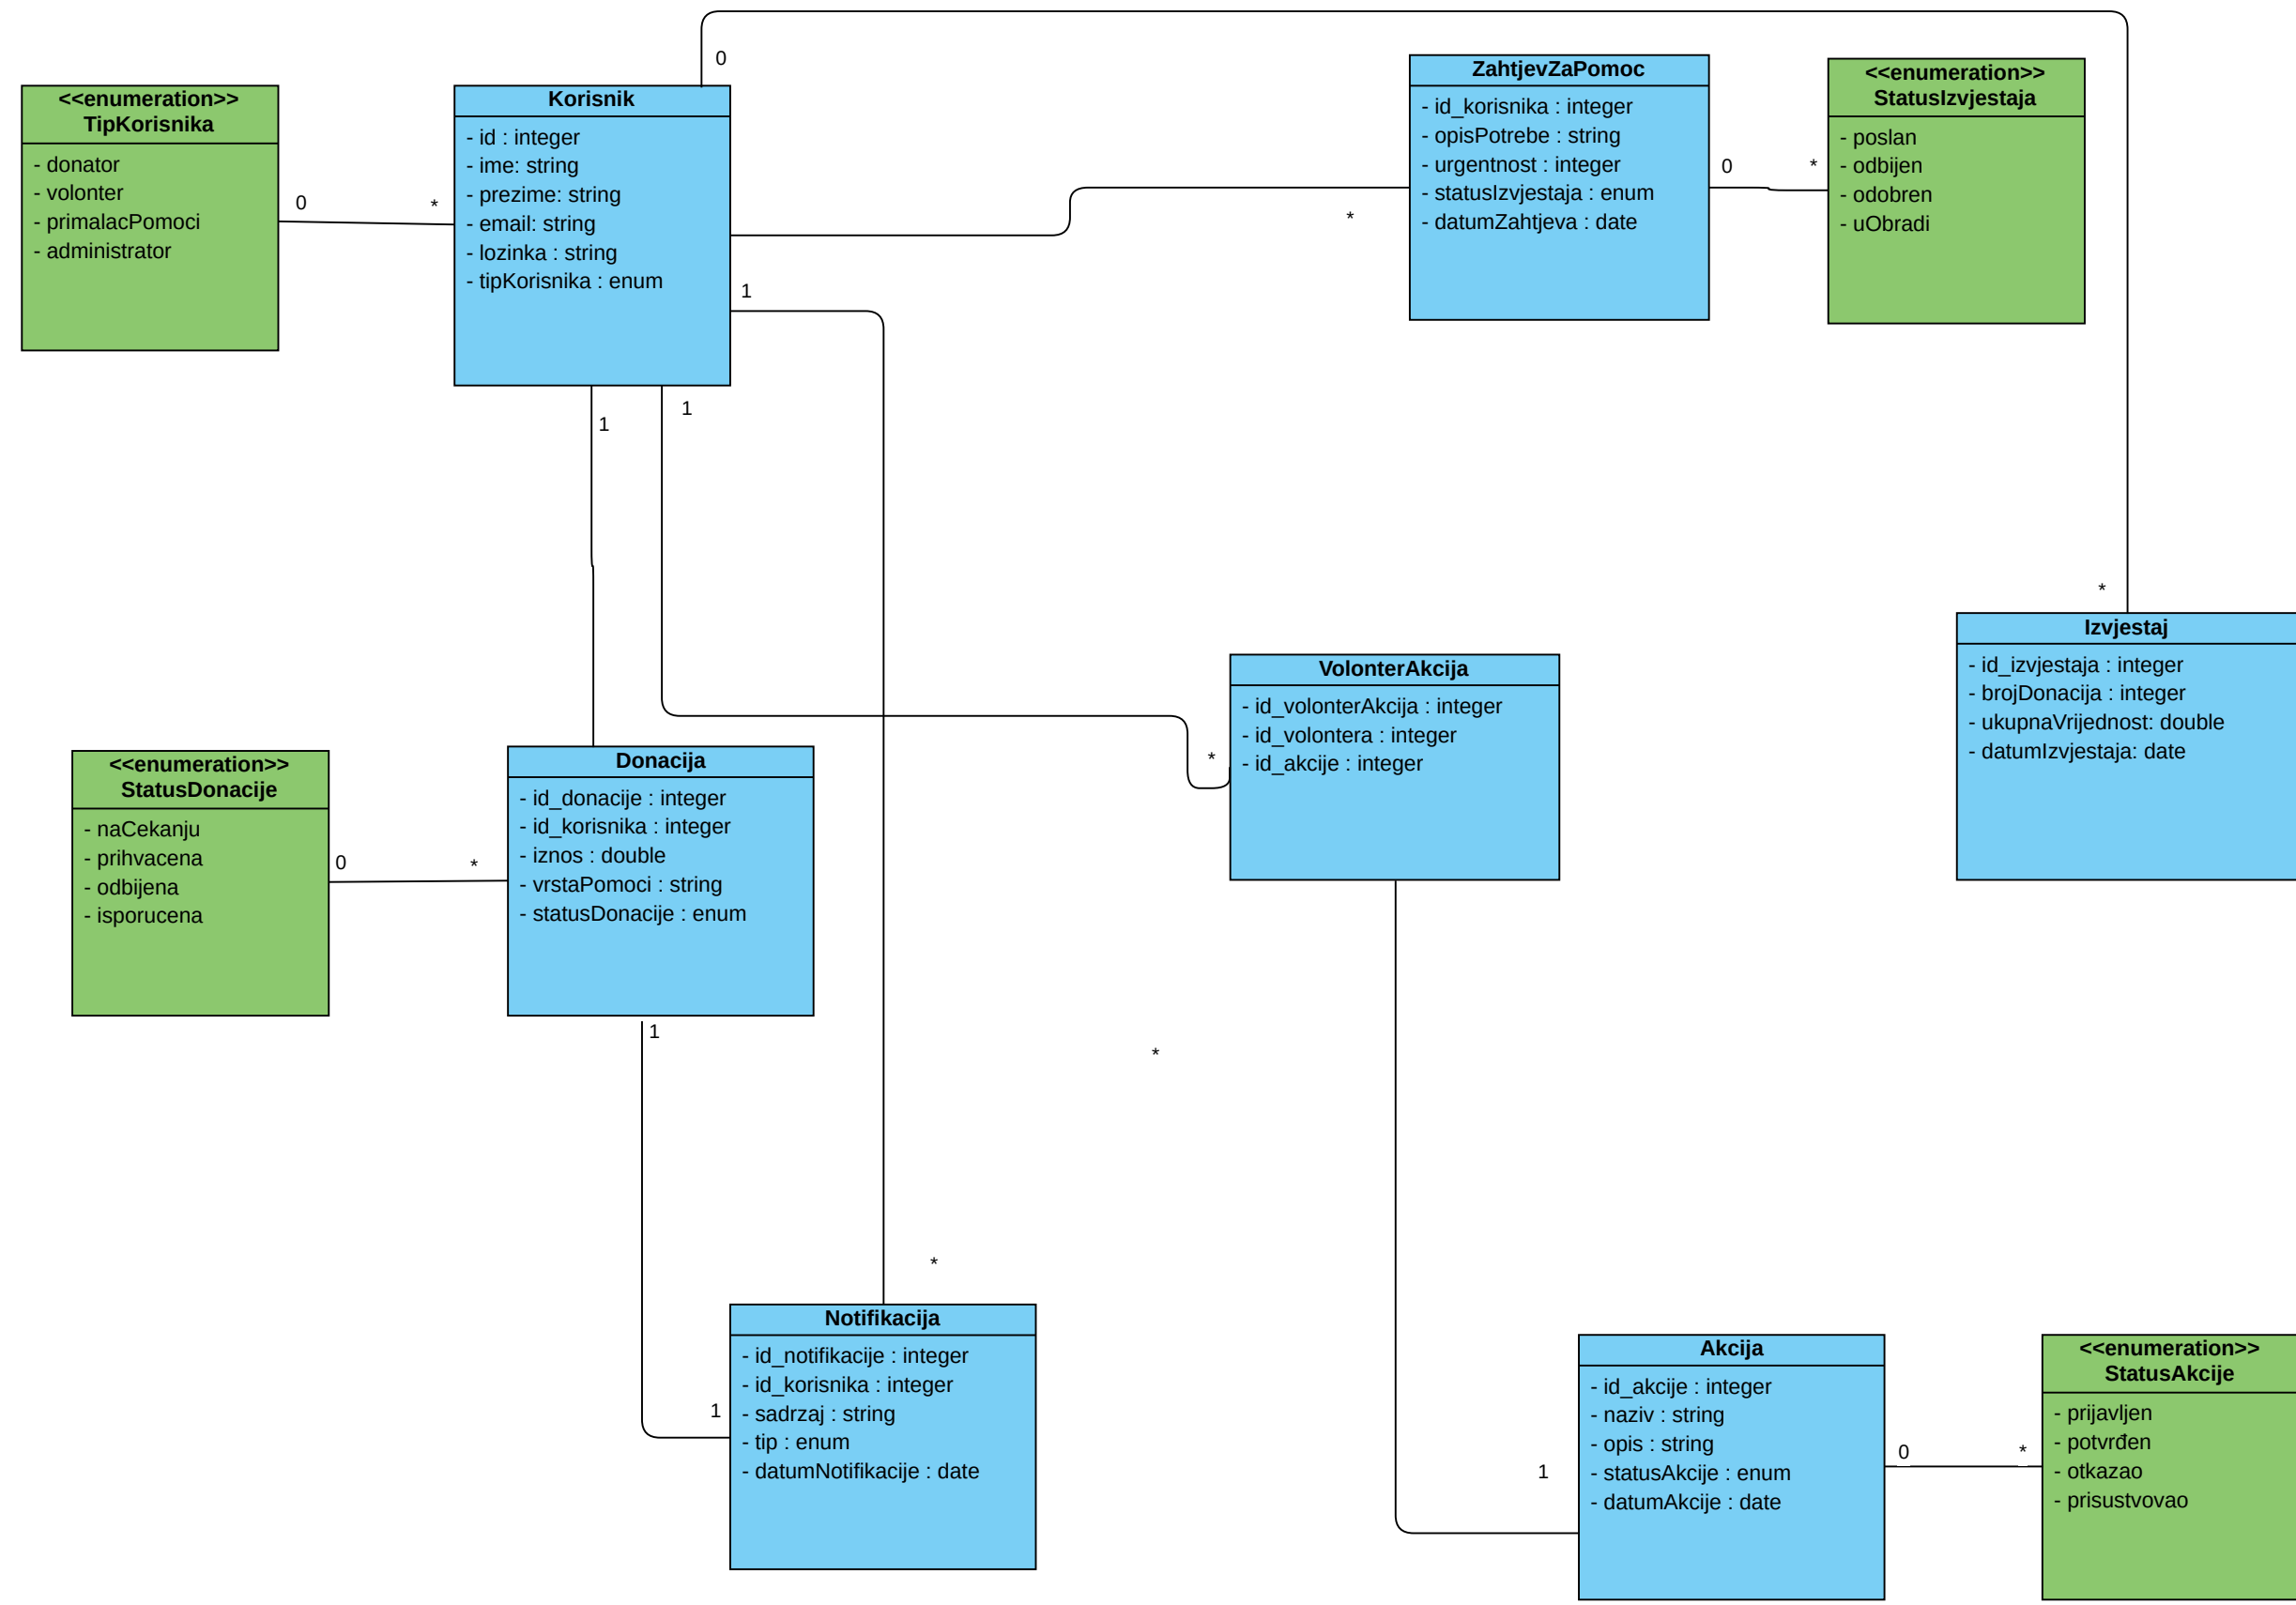 0
<<enumeration>>
TipKorisnika
- donator
- volonter
- primalacPomoci
- administrator
0
*
Korisnik
- id : integer
- ime: string
- prezime: string
- email: string
- lozinka : string
- tipKorisnika : enum
1
1
1
*
ZahtjevZaPomoc
- id_korisnika : integer
- opisPotrebe : string
- urgentnost : integer
- statusIzvjestaja : enum
- datumZahtjeva : date
0
*
<<enumeration>>
StatusIzvjestaja
- poslan
- odbijen
- odobren
- uObradi
*
Izvjestaj
- id_izvjestaja : integer
- brojDonacija : integer
- ukupnaVrijednost: double
- datumIzvjestaja: date
*
VolonterAkcija
- id_volonterAkcija : integer
- id_volontera : integer
- id_akcije : integer
<<enumeration>>
StatusDonacije
- naCekanju
- prihvacena
- odbijena
- isporucena
0
*
Donacija
- id_donacije : integer
- id_korisnika : integer
- iznos : double
- vrstaPomoci : string
- statusDonacije : enum
1
*
*
1
Notifikacija
- id_notifikacije : integer
- id_korisnika : integer
- sadrzaj : string
- tip : enum
- datumNotifikacije : date
1
Akcija
- id_akcije : integer
- naziv : string
- opis : string
- statusAkcije : enum
- datumAkcije : date
0
*
<<enumeration>>
StatusAkcije
- prijavljen
- potvrđen
- otkazao
- prisustvovao